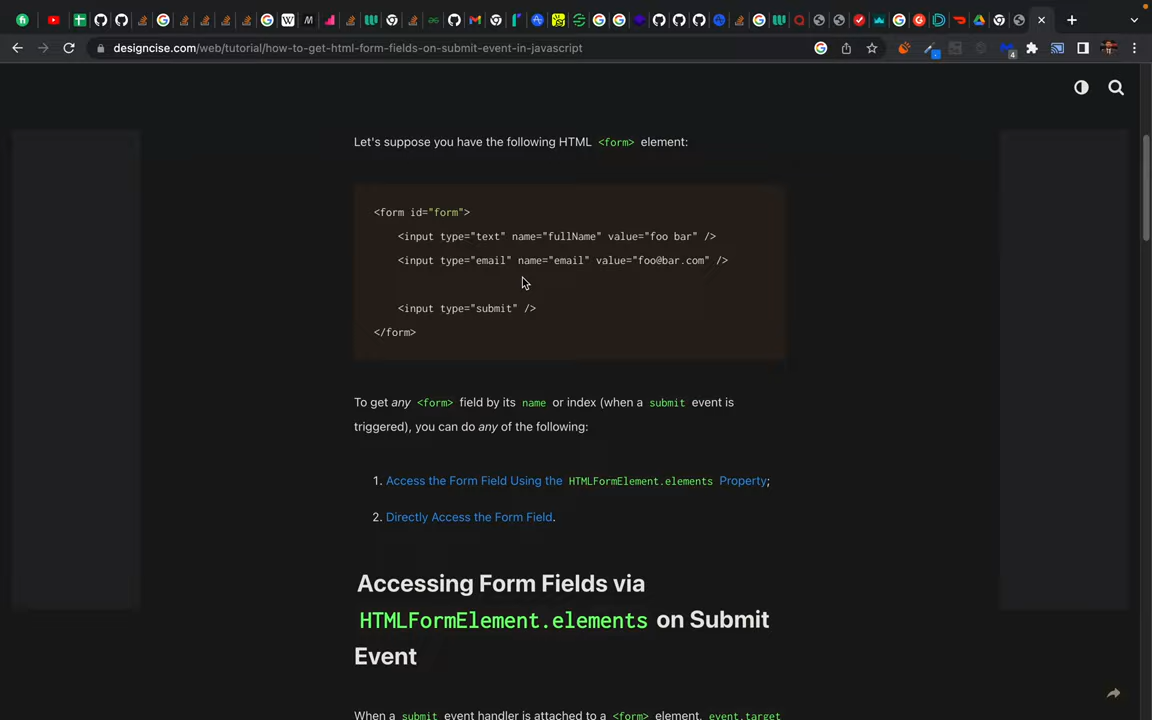 designcise.com/web/tutorial/how-to-get-html-form-fields-on-submit-event-in-javascript
4
Let's suppose you have the following HTML <form> element:
<form id="form">
<input type="text" name="fullName" value="foo bar" />
<input type="email" name="email" value="foo@bar.com" />
<input type="submit" />
</form>
To get any <form> field by its name or index (when a submit event is
triggered), you can do any of the following:
1. Access the Form Field Using the HTMLFormElement.elements Property;
2. Directly Access the Form Field.
Accessing Form Fields via
HTMLFormElement.elements on Submit
Event
When a submit event handler is attached to a <form> element, event.target